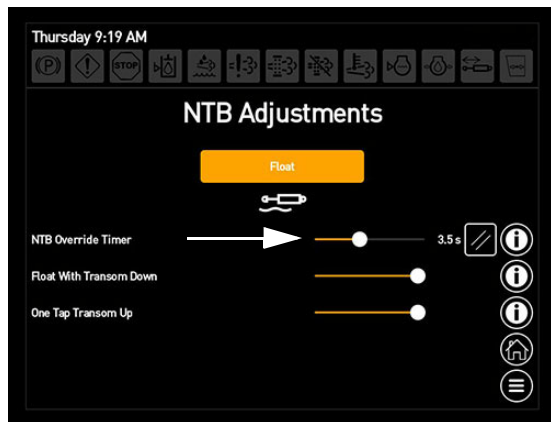 Thursday 9:19 AM
(P)
STOP
NTB Adjustments
Float
NTB Override Timer
3.5 s
Float With Transom Down
One Tap Transom Up